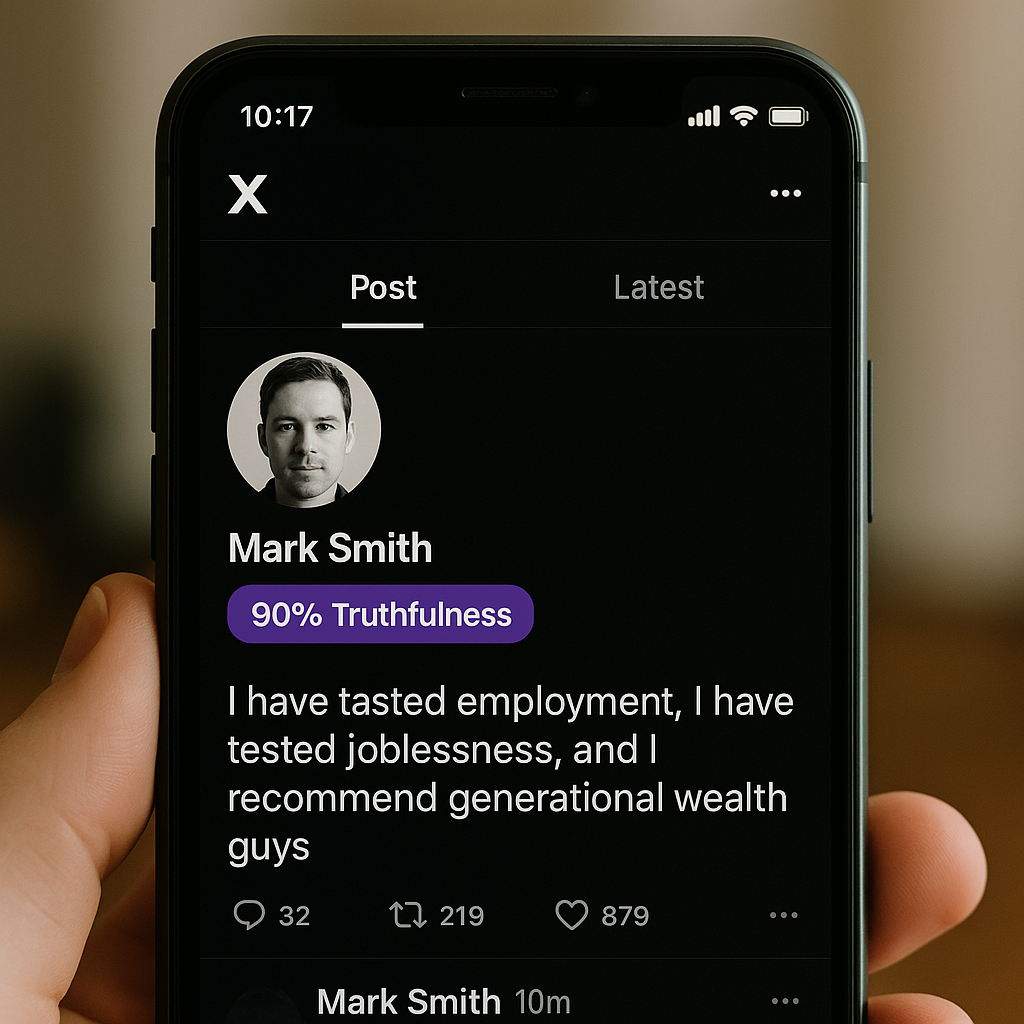 10:17
X
Post Latest
Mark Smith
90% Truthfulness
I have tasted employment, I have
tested joblessness, and I
recommend generational wealth
guys
32 219 879
Mark Smith 10m